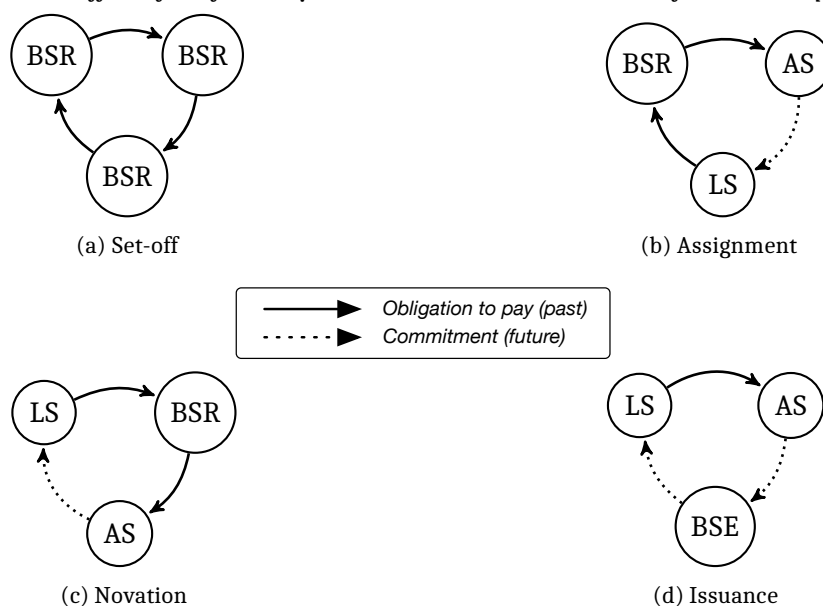 BSR BSR
BSR
(a) Set-off
BSR AS
LS
(b) Assignment
Obligation to pay (past)
Commitment (future)
LS BSR
AS
(c) Novation
LS AS
BSE
(d) Issuance